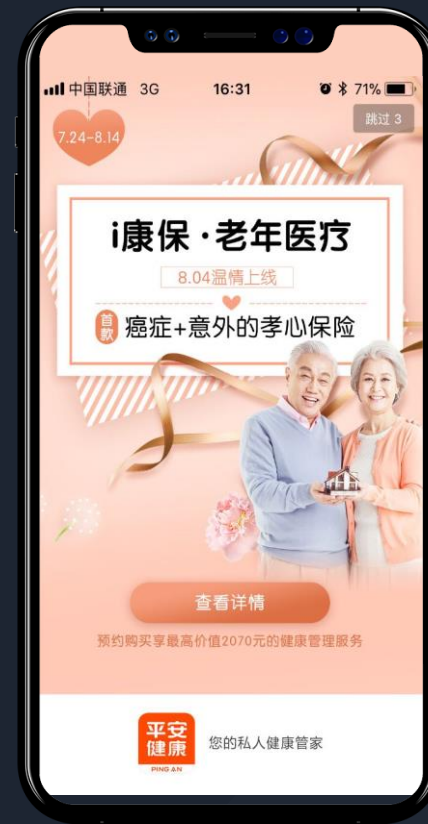 中国联通 3G 16:31 71%
跳过 3
7.24-8.14
i康保·老年医疗
8.04温情上线
首款 癌症+意外的孝心保险
查看详情
预约购买享最高价值2070元的健康管理服务
平安
健康
PING AN
您的私人健康管家